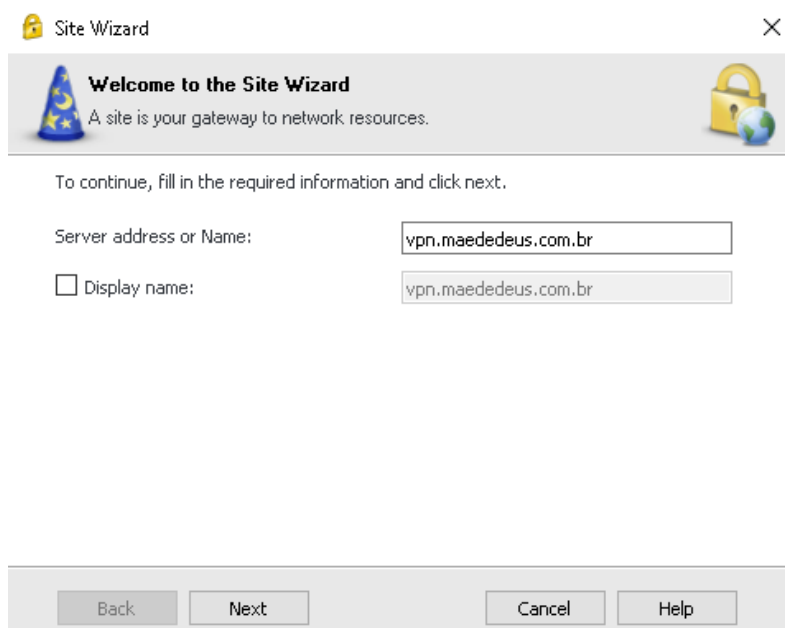 Site Wizard
Welcome to the Site Wizard
A site is your gateway to network resources.
To continue, fill in the required information and click next.
Server address or Name: vpn.maededeus.com.br
Display name: vpn.maededeus.com.br
Back Next Cancel Help